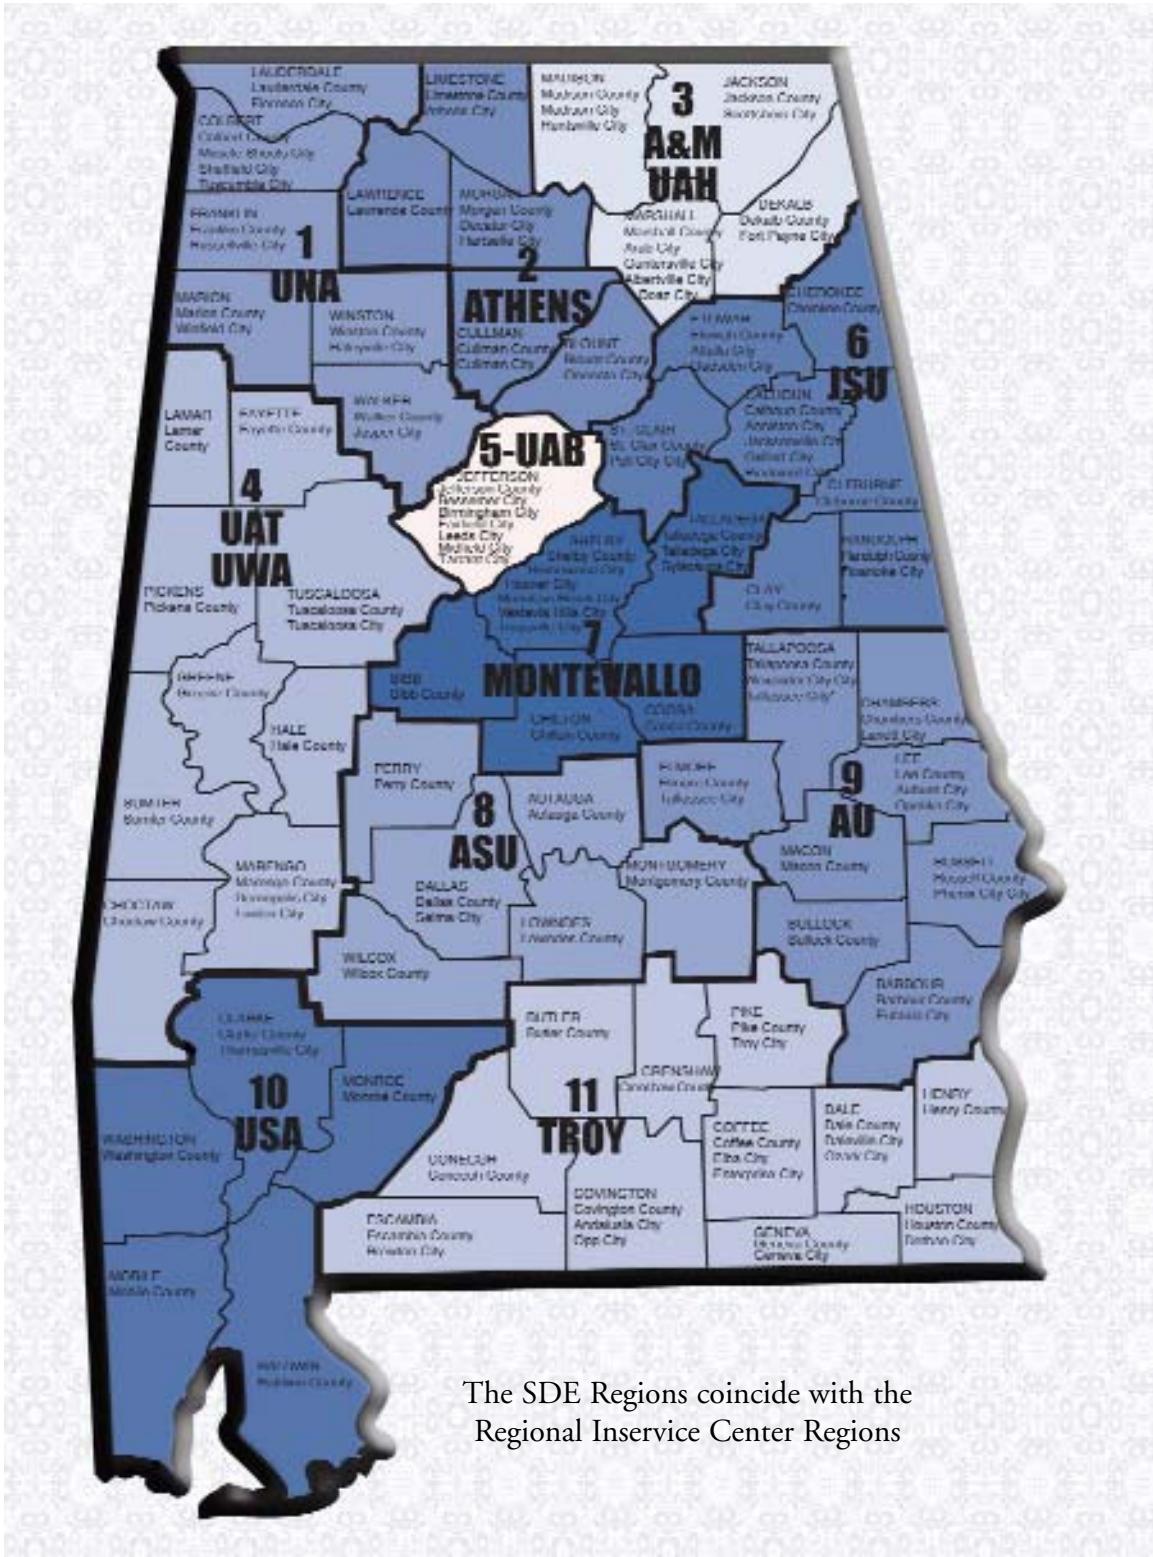 LAUDERDALE
Lauderdale County
Florence City
LIMESTONE
Limestone County
Athens City
MADISON
Madison County
Madison City
Huntsville City
3
A&M
UAH
JACKSON
Jackson County
Scottsboro City
COLBERT
Colbert County
Muscle Shoals City
Sheffield City
Tuscumbia City
LAWRENCE
Lawrence County
MORGAN
Morgan County
Decatur City
Hartselle City
MARSHALL
Marshall County
Arab City
Guntersville City
Albertville City
Boaz City
DEKALB
Dekalb County
Fort Payne City
FRANKLIN
Franklin County
Russellville City
1
UNA
2
ATHENS
MARION
Marion County
Winfield City
WINSTON
Winston County
Haleyville City
CULLMAN
Cullman County
Cullman City
BLOUNT
Blount County
Oneonta City
ETOWAH
Etowah County
Attalla City
Gadsden City
CHEROKEE
Cherokee County
6
JSU
LAMAR
Lamar
County
FAYETTE
Fayette County
WALKER
Walker County
Jasper City
5-UAB
JEFFERSON
Jefferson County
Bessemer City
Birmingham City
Fairfield City
Leeds City
Midfield City
Tarrant City
ST. CLAIR
St. Clair County
Pell City City
CALHOUN
Calhoun County
Anniston City
Jacksonville City
Oxford City
Piedmont City
CLEBURNE
Cleburne County
4
UAT
UWA
PICKENS
Pickens County
TUSCALOOSA
Tuscaloosa County
Tuscaloosa City
SHELBY
Shelby County
Hoover City
Vestavia Hills City
TALLADEGA
Talladega County
Talladega City
Sylacauga City
CLAY
Clay County
RANDOLPH
Randolph County
Roanoke City
7
MONTEVALLO
BIBB
Bibb County
CHILTON
Chilton County
COOSA
Coosa County
TALLAPOOSA
Tallapoosa County
Tallassee City*
CHAMBERS
Chambers County
Lanett City
GREENE
Greene County
HALE
Hale County
PERRY
Perry County
8
ASU
AUTAUGA
Autauga County
ELMORE
Elmore County
Tallassee City
9
AU
LEE
Lee County
Auburn City
Opelika City
SUMTER
Sumter County
MARENGO
Marengo County
Demopolis City
Linden City
DALLAS
Dallas County
Selma City
MONTGOMERY
Montgomery County
MACON
Macon County
RUSSELL
Russell County
Phenix City City
CHOCTAW
Choctaw County
LOWNDES
Lowndes County
BULLOCK
Bullock County
WILCOX
Wilcox County
BARBOUR
Barbour County
Eufaula City
CLARKE
Clarke County
Thomasville City
BUTLER
Butler County
PIKE
Pike County
Troy City
10
USA
MONROE
Monroe County
CRENSHAW
Crenshaw County
11
TROY
HENRY
Henry County
WASHINGTON
Washington County
CONECUH
Conecuh County
COFFEE
Coffee County
Elba City
Enterprise City
DALE
Dale County
Daleville City
Ozark City
COVINGTON
Covington County
Andalusia City
Opp City
ESCAMBIA
Escambia County
Brewton City
GENEVA
Geneva County
Geneva City
HOUSTON
Houston County
Dothan City
MOBILE
Mobile County
BALDWIN
Baldwin County
The SDE Regions coincide with the
Regional Inservice Center Regions